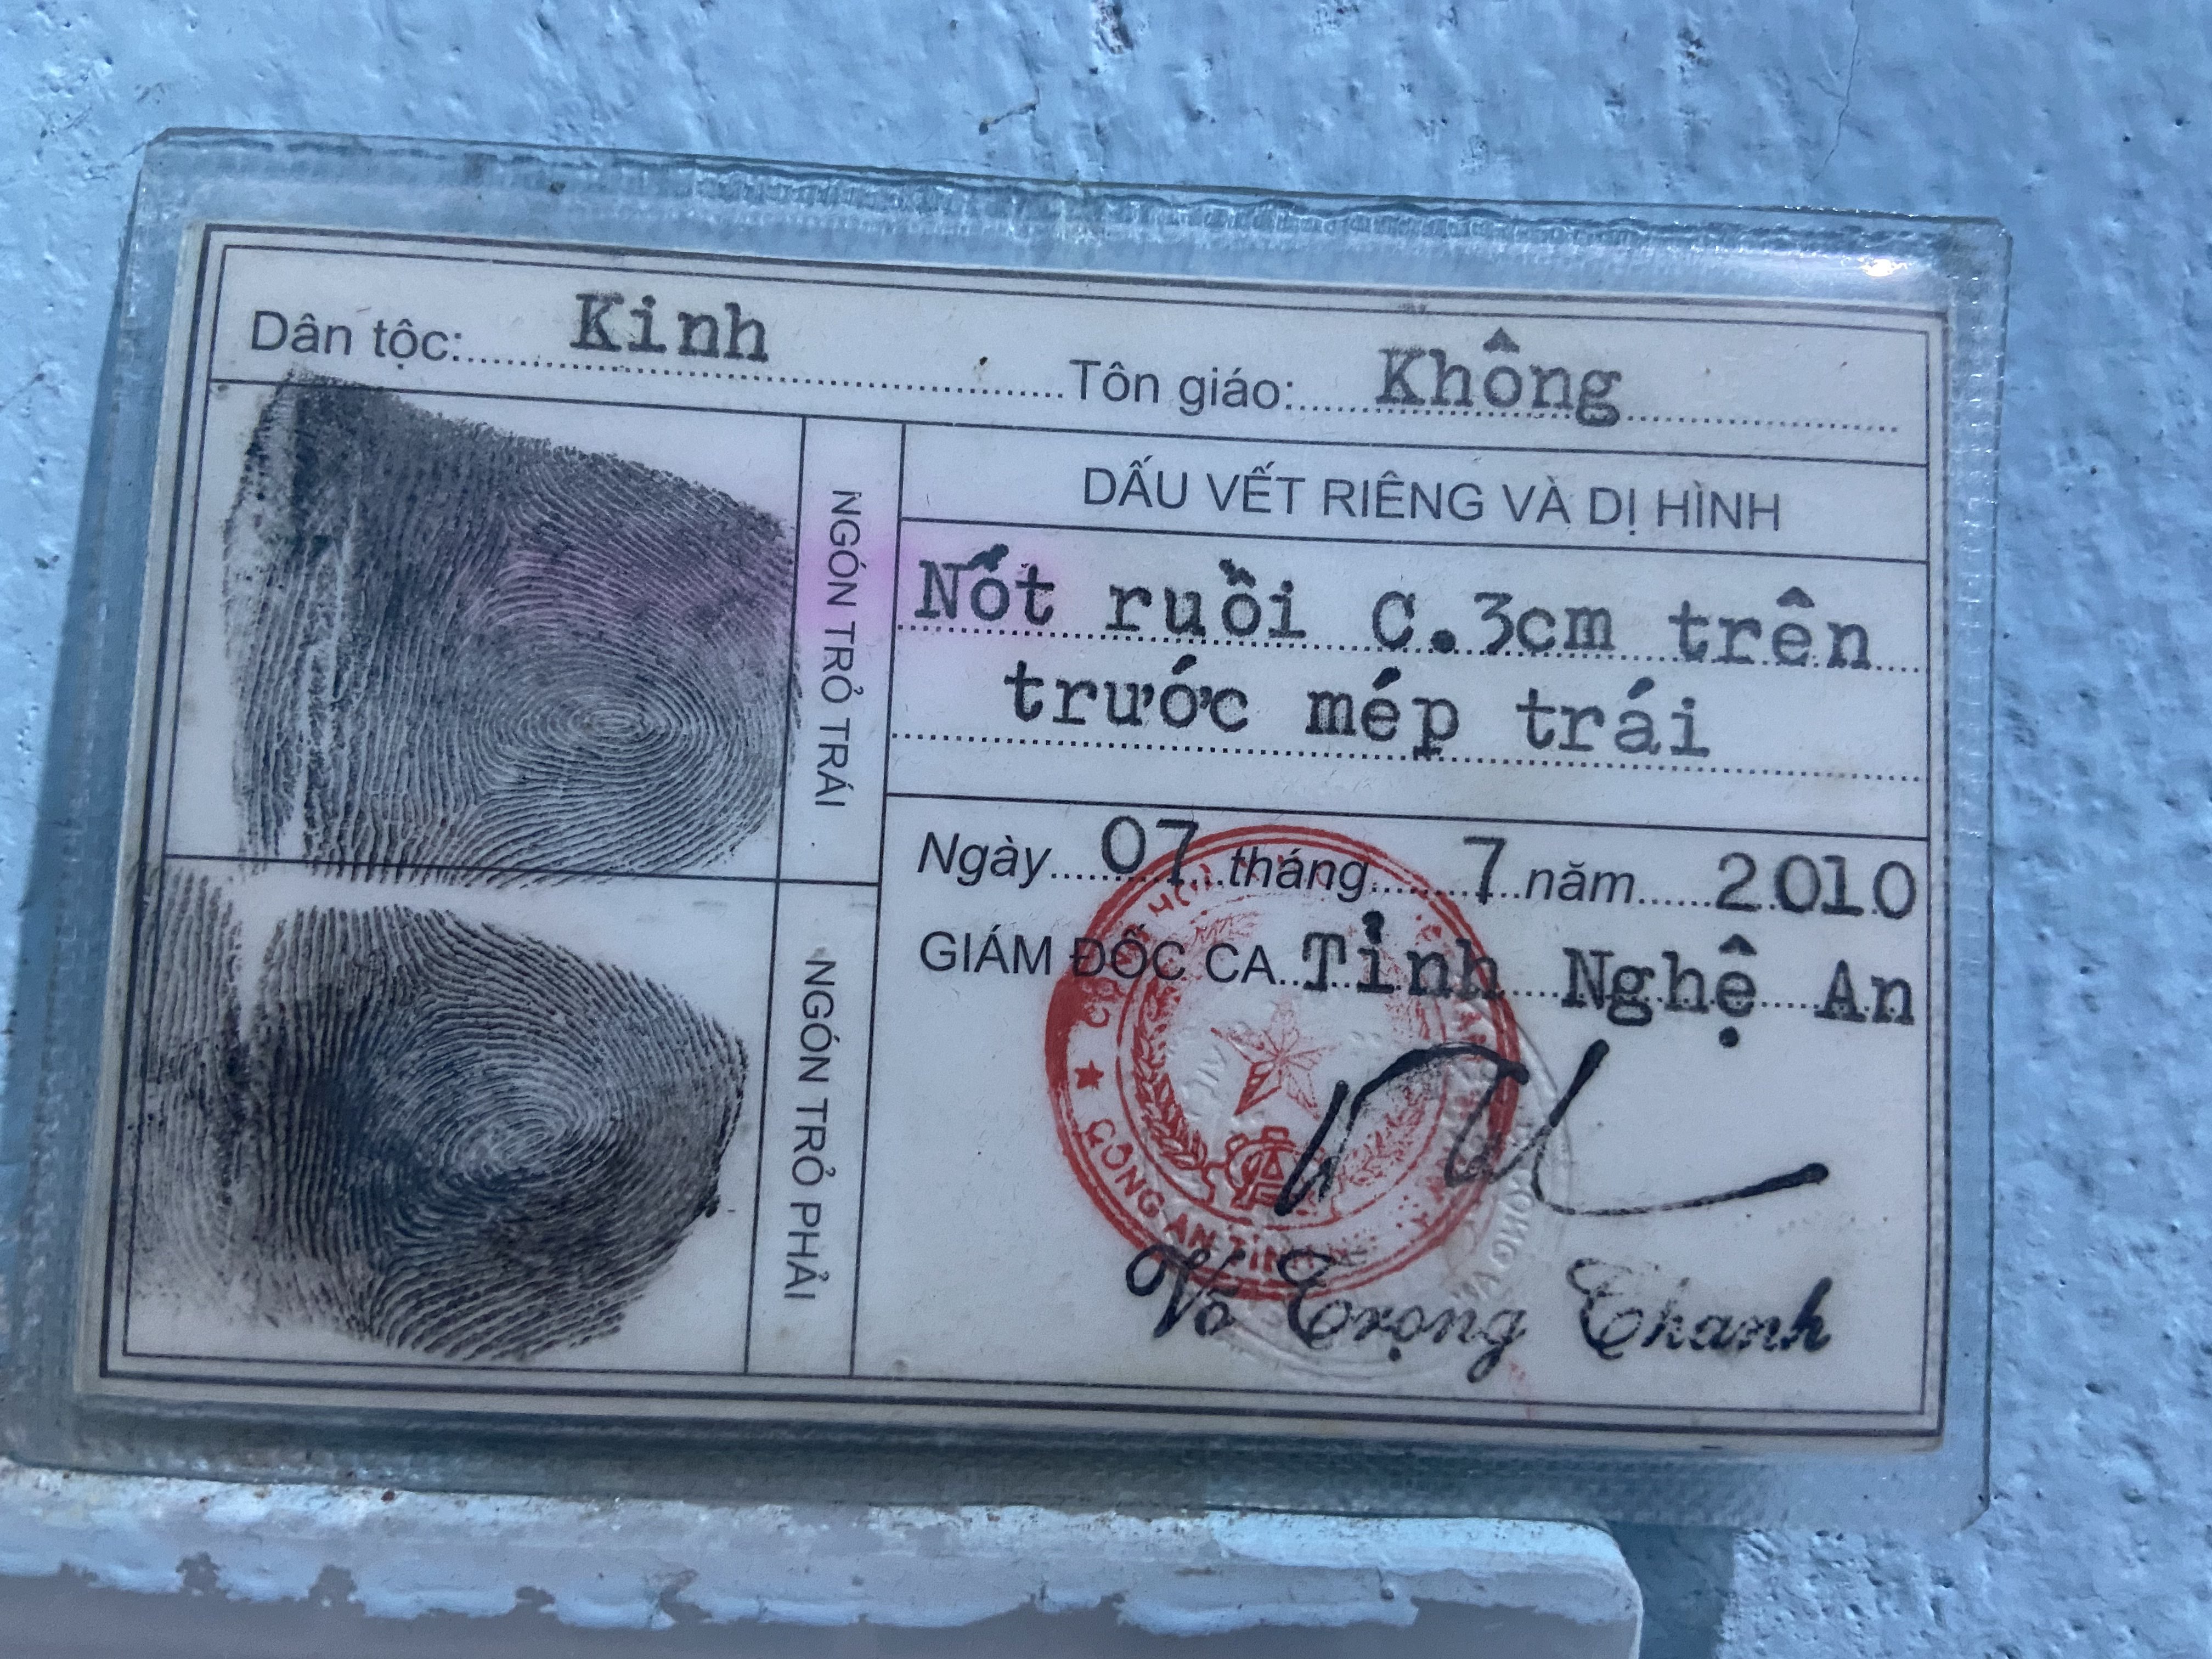 Dân tộc: Kinh Tôn giáo: Không
NGÓN TRỎ TRÁI
DẤU VẾT RIÊNG VÀ DỊ HÌNH
Nốt ruồi C.3cm trên
trước mép trái
NGÓN TRỎ PHẢI
Ngày 07 tháng 7 năm 2010
GIÁM ĐỐC CA Tỉnh Nghệ An
CÔNG AN TỈNH
Võ Trọng Thanh